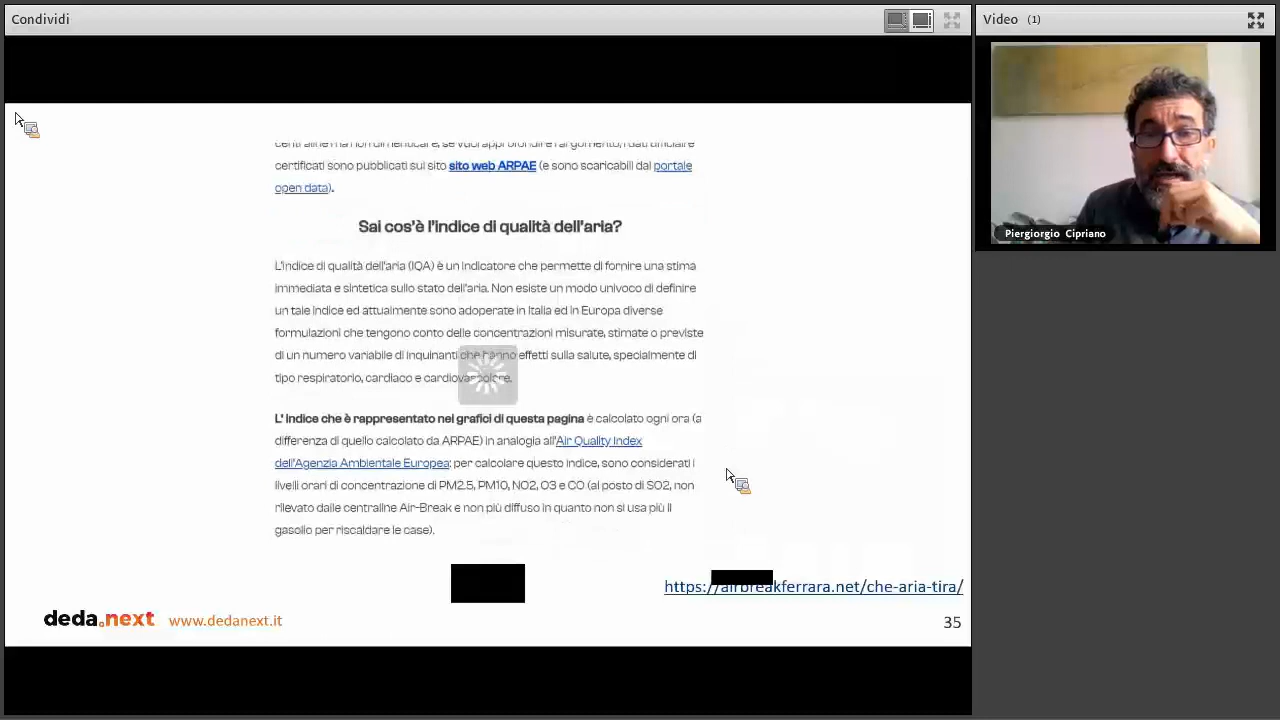 Condividi
Video (1)
certificati sono pubblicati sul sito sito web ARPAE (e sono scaricabili dal portale
open data).
Sai cos'è l'indice di qualità dell'aria?
L'indice di qualità dell'aria (IQA) è un indicatore che permette di fornire una stima
immediata e sintetica sullo stato dell'aria. Non esiste un modo univoco di definire
un tale indice ed attualmente sono adoperate in Italia ed in Europa diverse
formulazioni che tengono conto delle concentrazioni misurate, stimate o previste
di un numero variabile di inquinanti che hanno effetti sulla salute, specialmente di
tipo respiratorio, cardiaco e cardiovascolare.
L' indice che è rappresentato nei grafici di questa pagina è calcolato ogni ora (a
differenza di quello calcolato da ARPAE) in analogia all'Air Quality Index
dell'Agenzia Ambientale Europea: per calcolare questo indice, sono considerati i
livelli orari di concentrazione di PM2.5, PM10, NO2, O3 e CO (al posto di SO2, non
rilevato dalle centraline Air-Break e non più diffuso in quanto non si usa più il
gasolio per riscaldare le case).
https://airbreakferrara.net/che-aria-tira/
deda.next www.dedanext.it
35
Piergiorgio Cipriano